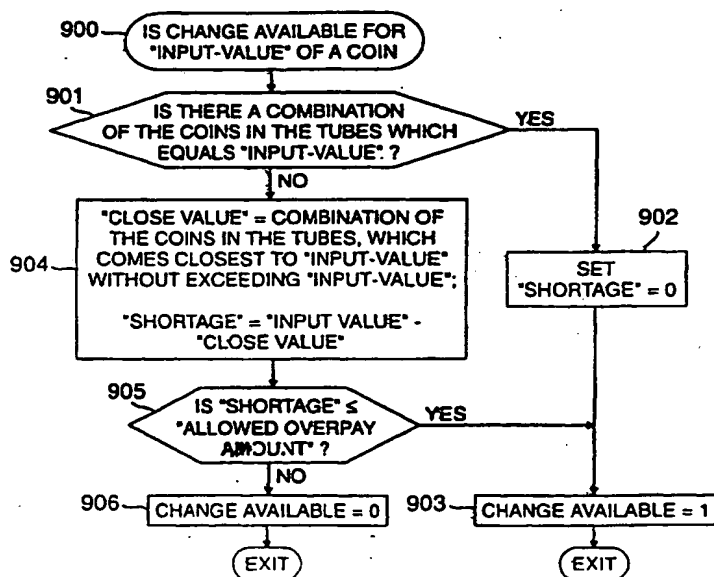 900
IS CHANGE AVAILABLE FOR
"INPUT-VALUE" OF A COIN
901
IS THERE A COMBINATION
OF THE COINS IN THE TUBES WHICH
EQUALS "INPUT-VALUE". ?
YES
NO
902
SET
"SHORTAGE" = 0
904
"CLOSE VALUE" = COMBINATION OF
THE COINS IN THE TUBES, WHICH
COMES CLOSEST TO "INPUT-VALUE"
WITHOUT EXCEEDING "INPUT-VALUE";
"SHORTAGE" = "INPUT VALUE" -
"CLOSE VALUE"
905
IS "SHORTAGE" ≤
"ALLOWED OVERPAY
AMOUNT" ?
YES
NO
906
CHANGE AVAILABLE = 0
903
CHANGE AVAILABLE = 1
EXIT
EXIT